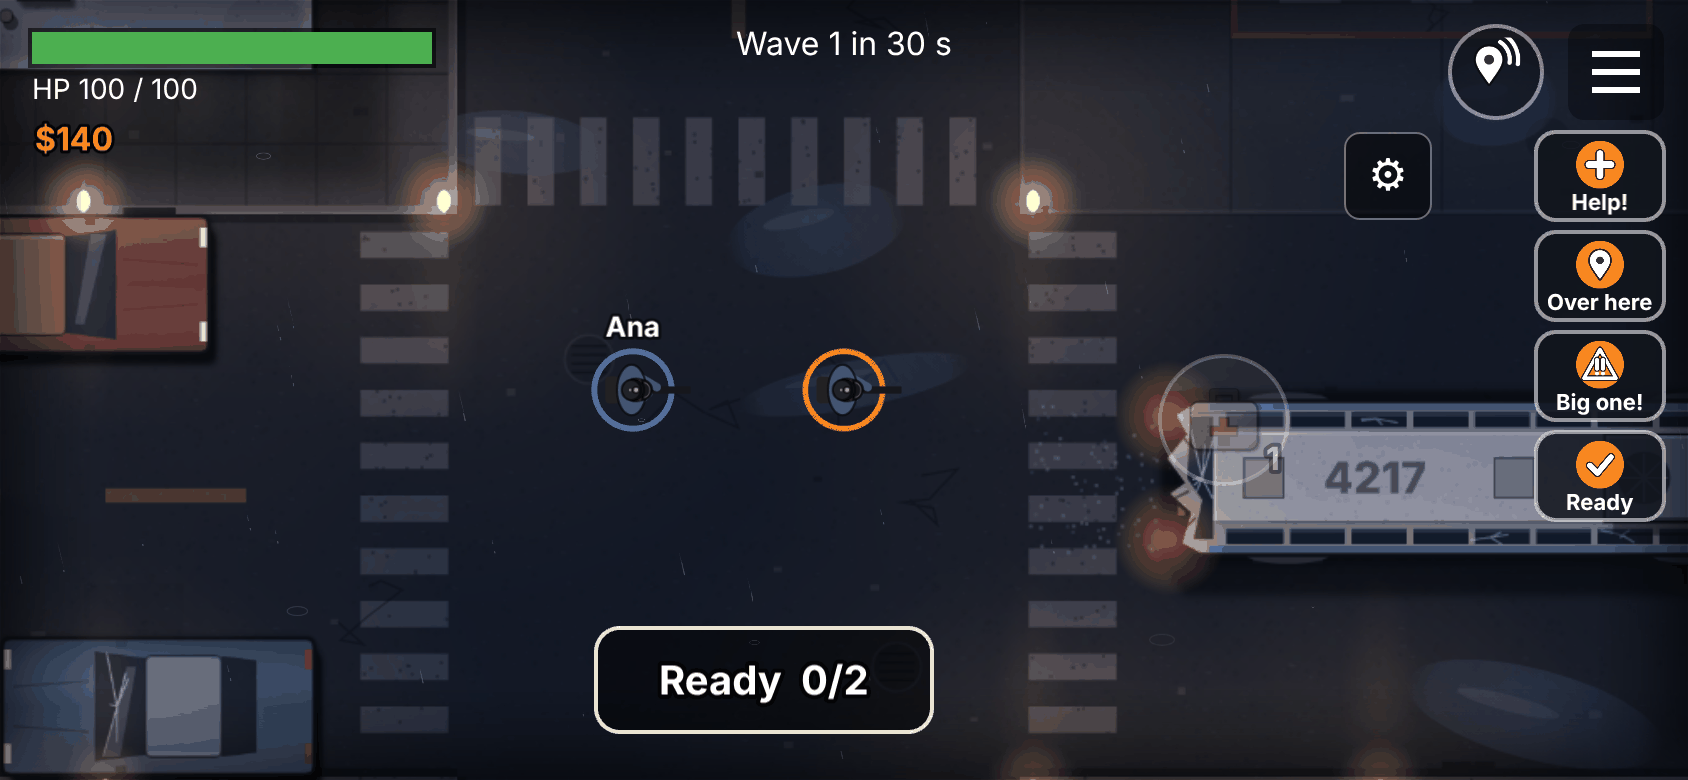 Wave 1 in 30 s
HP 100 / 100
$140
Help!
Over here
Ana
Big one!
1
4217
Ready
Ready 0/2